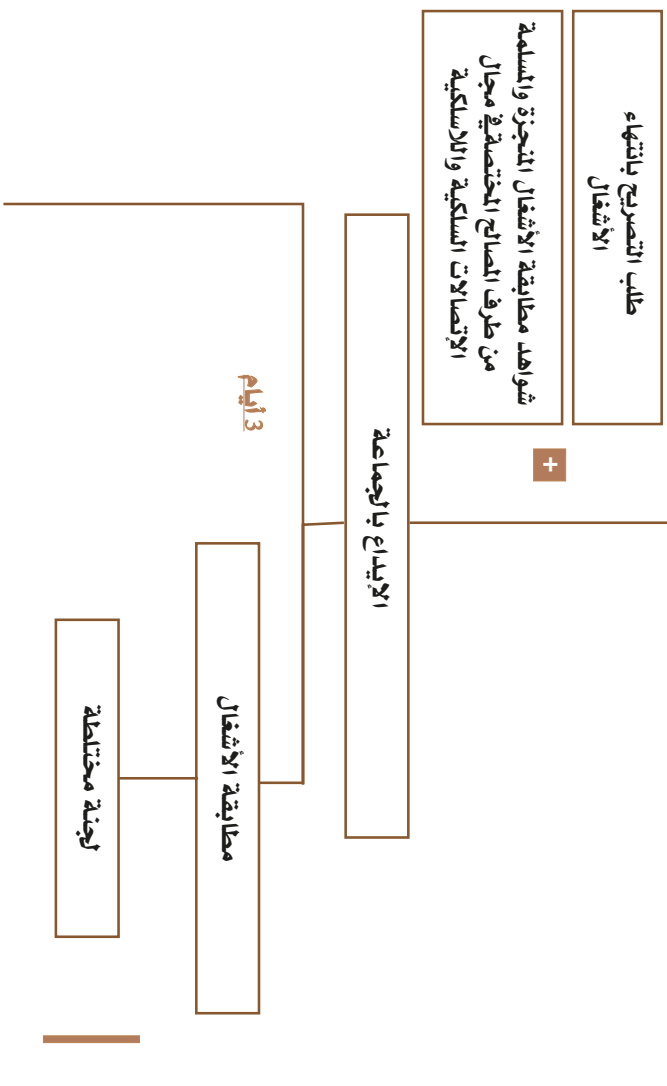 طلب التصريح بانتهاء
الأشغال
شواهد مطابقة الأشغال المنجزة والمسلمة
من طرف المصالح المختصة في مجال
الإتصالات السلكية واللاسلكية
+
الإيداع بالجماعة
3 أيام
مطابقة الأشغال
لجنة مختلطة